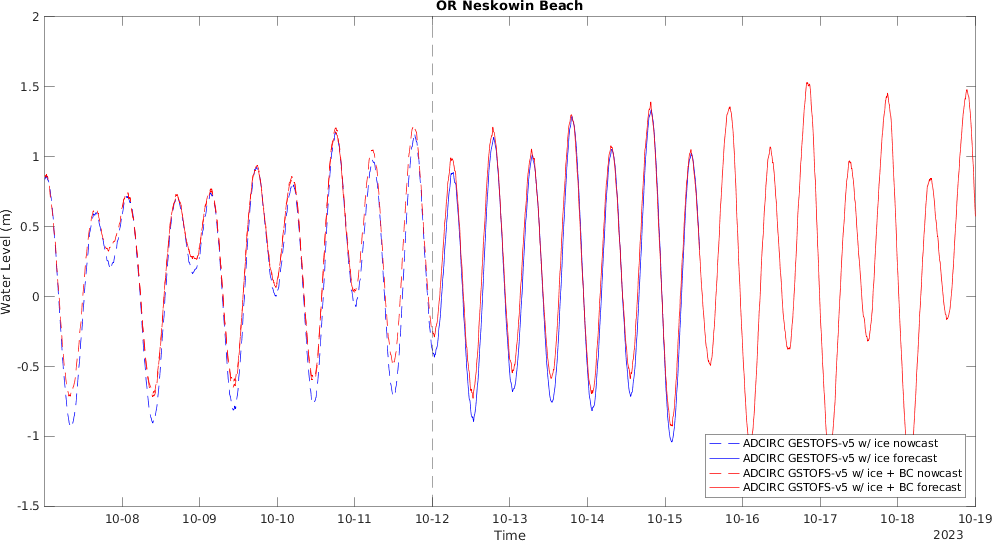 OR Neskowin Beach
2
1.5
1
0.5
0
-0.5
-1
-1.5
Water Level (m)
ADCIRC GESTOFS-v5 w/ ice nowcast
ADCIRC GESTOFS-v5 w/ ice forecast
ADCIRC GSTOFS-v5 w/ ice + BC nowcast
ADCIRC GSTOFS-v5 w/ ice + BC forecast
10-08 10-09 10-10 10-11 10-12 10-13 10-14 10-15 10-16 10-17 10-18 10-19
Time
2023